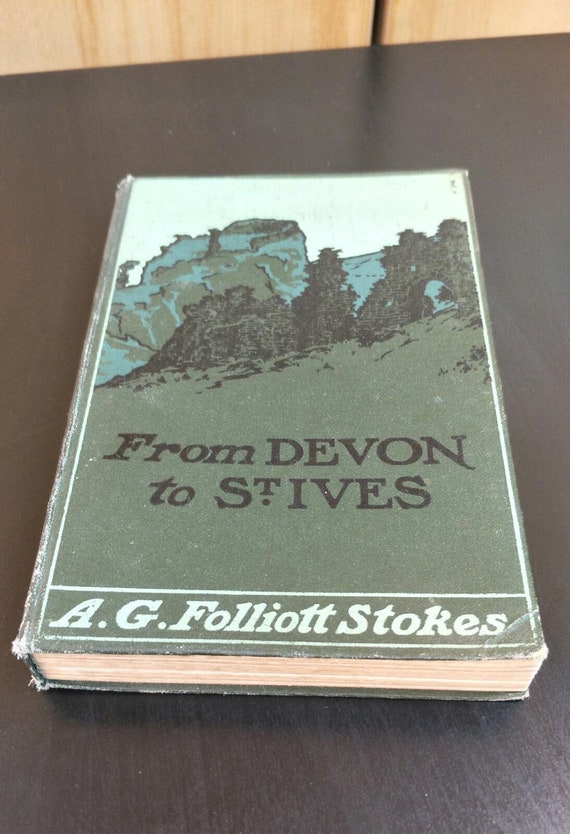 From DEVON
to ST. IVES
A. G. Folliott Stokes